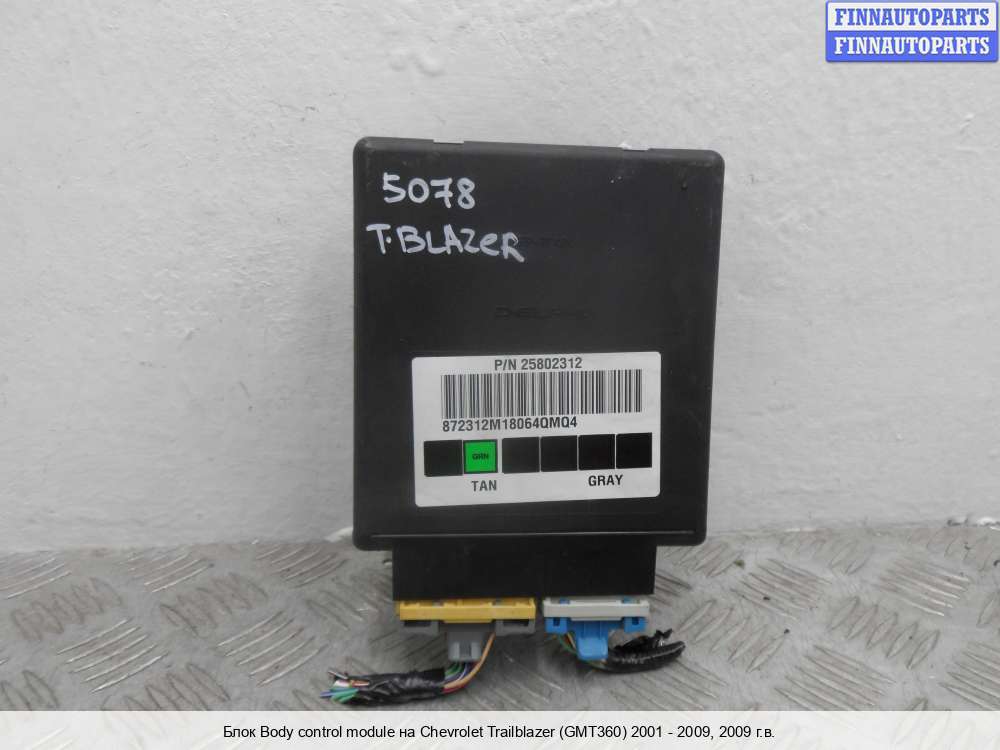 FINNAUTOPARTS
FINNAUTOPARTS
5078
T.BLAZER
DELPHI
P/N 25802312
872312M18064QMQ4
GRN
TAN GRAY
Блок Body control module на Chevrolet Trailblazer (GMT360) 2001 - 2009, 2009 г.в.